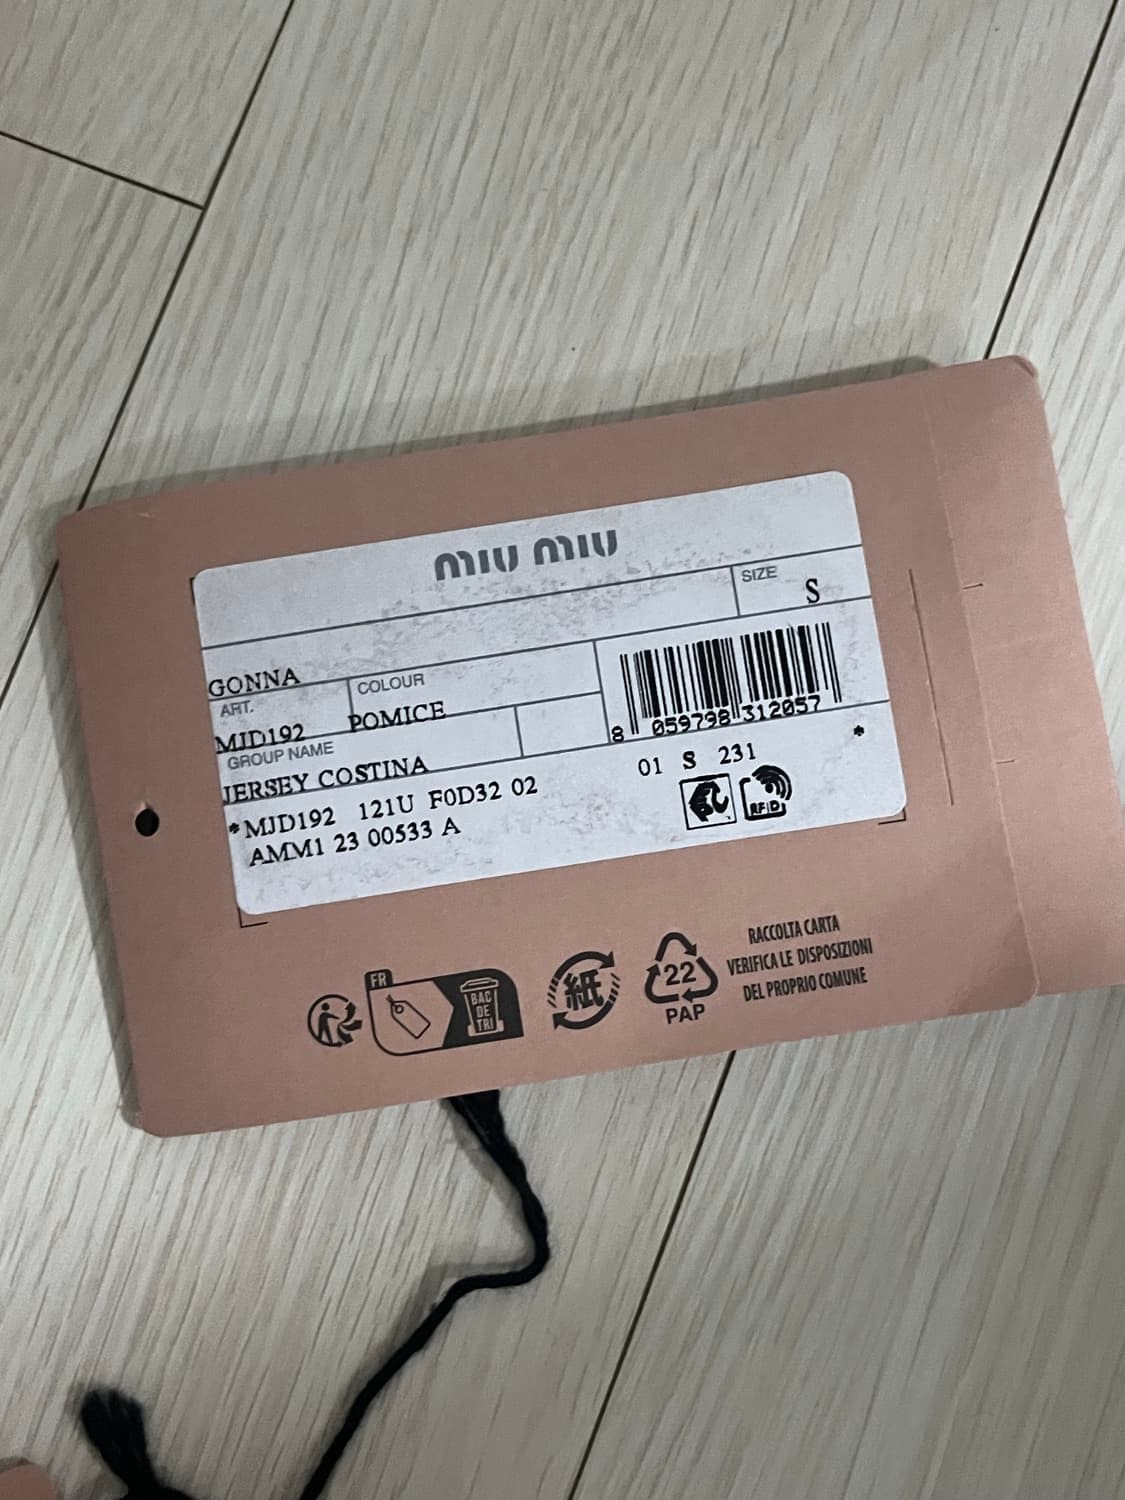 miu miu
SIZE
S
GONNA
ART.
COLOUR
MJD192
POMICE
GROUP NAME
JERSEY COSTINA
8 059798 312057
*MJD192 121U F0D32 02
01 S 231
*
AMM1 23 00533 A
RFID
FR
BAC
DE
TRI
紙
22
PAP
RACCOLTA CARTA
VERIFICA LE DISPOSIZIONI
DEL PROPRIO COMUNE